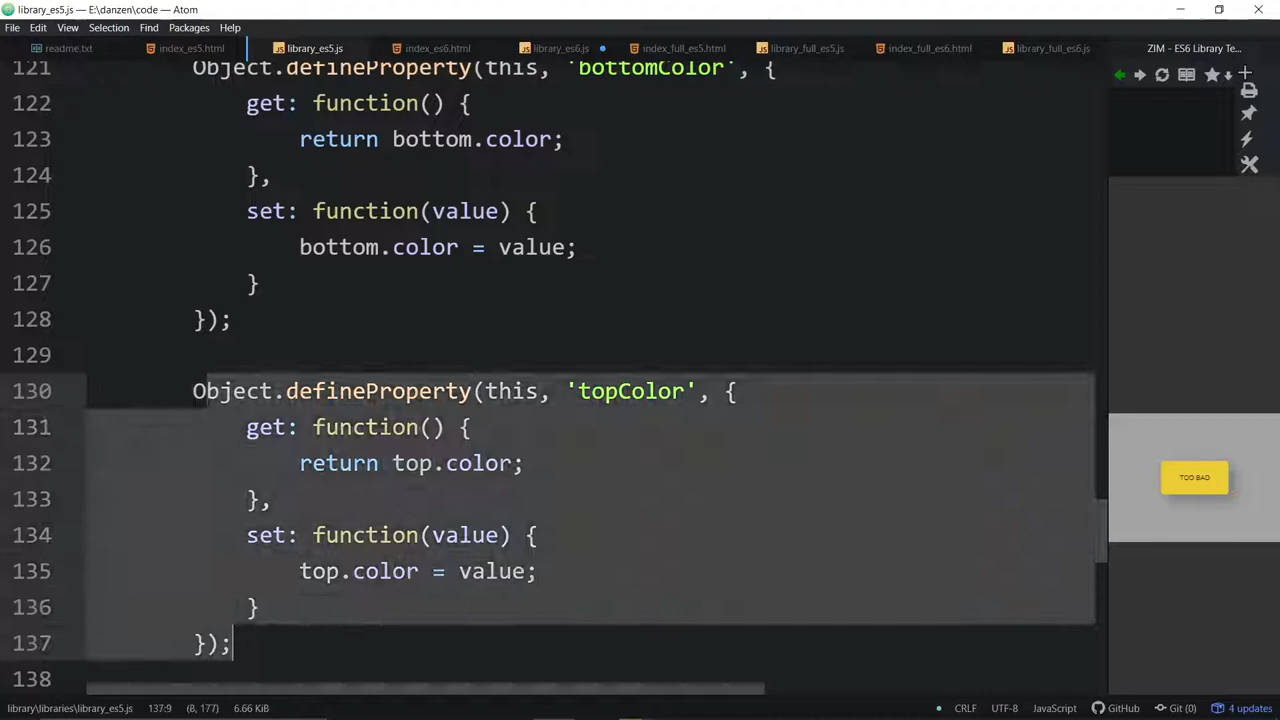 library_es5.js — E:\danzen\code — Atom
File Edit View Selection Find Packages Help
readme.txt index_es5.html library_es5.js index_es6.html library_es6.js index_full_es5.html library_full_es5.js index_full_es6.html library_full_es6.js ZIM - ES6 Library Te...
121 Object.defineProperty(this, 'bottomColor', {
122 get: function() {
123 return bottom.color;
124 },
125 set: function(value) {
126 bottom.color = value;
127 }
128 });
129
130 Object.defineProperty(this, 'topColor', {
131 get: function() {
132 return top.color;
133 },
134 set: function(value) {
135 top.color = value;
136 }
137 });
138
TOO BAD
library\libraries\library_es5.js 137:9 (8, 177) 6.66 KiB CRLF UTF-8 JavaScript GitHub Git (0) 4 updates